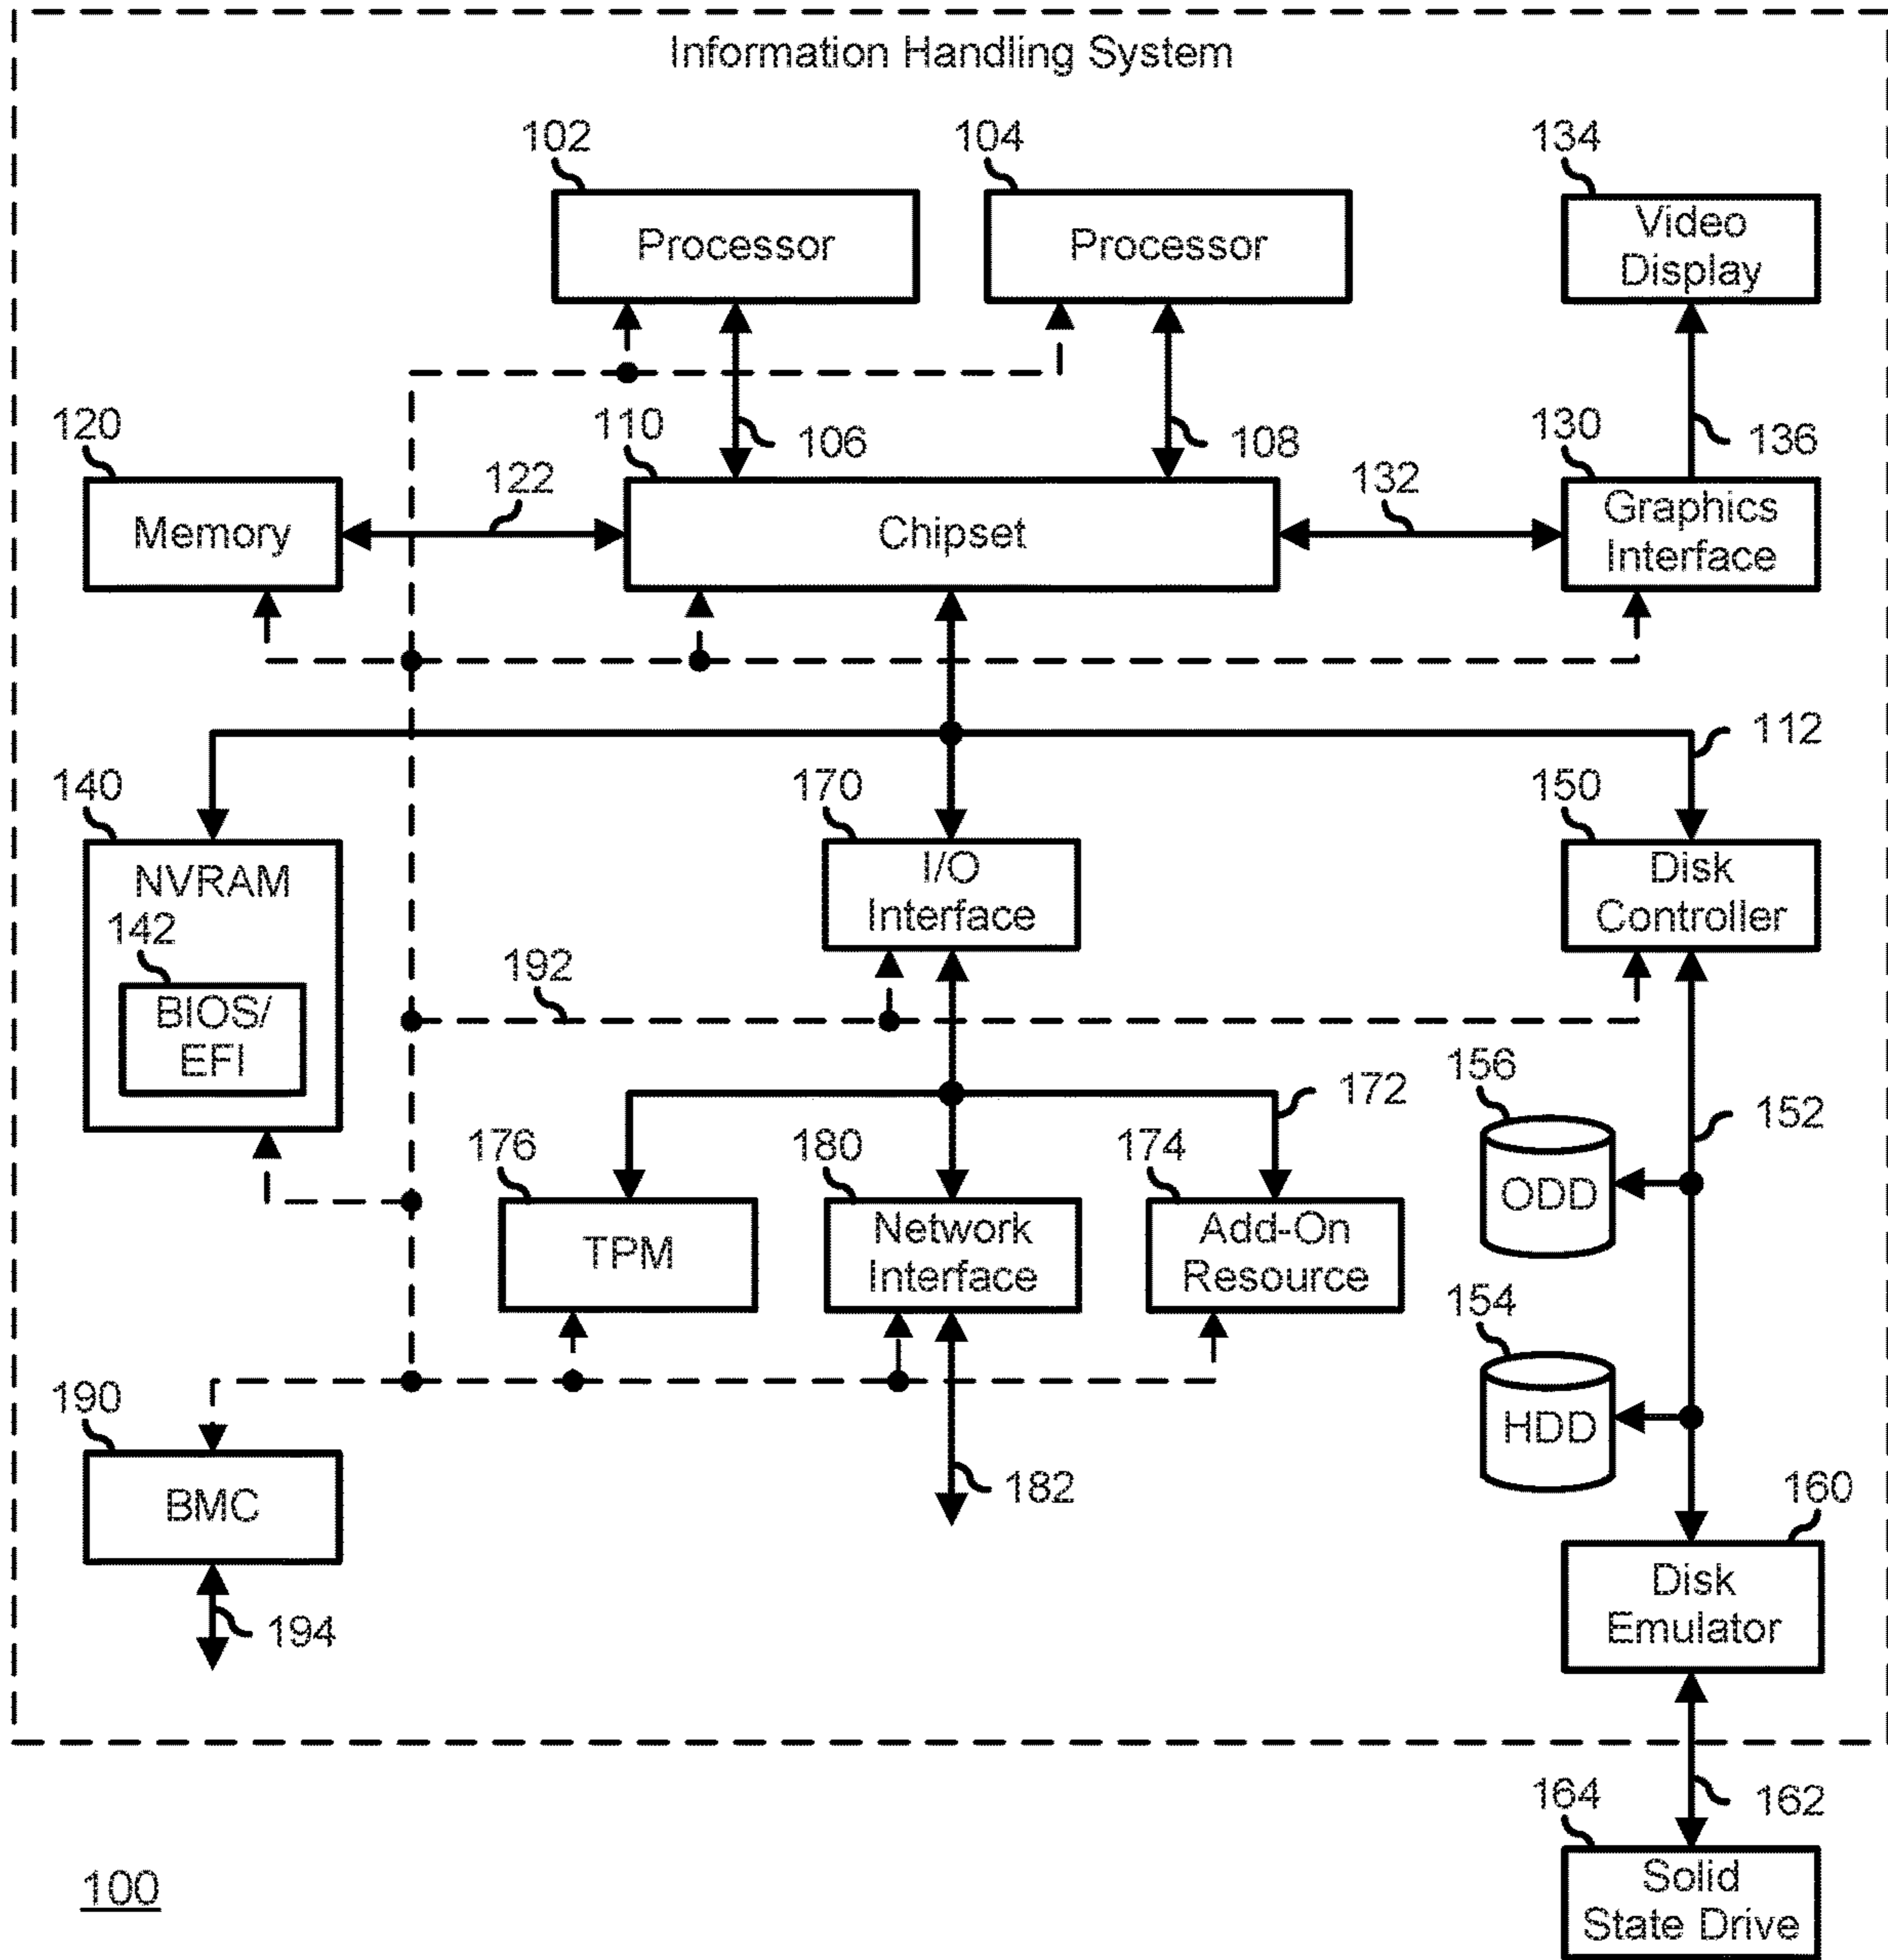 Information Handling System
102
104
134
Processor
Processor
Video
Display
120
110
106
108
130
136
122
132
Memory
Chipset
Graphics
Interface
112
140
170
150
NVRAM
I/O
Interface
Disk
Controller
142
192
BIOS/
EFI
156
172
152
176
180
174
ODD
TPM
Network
Interface
Add-On
Resource
154
190
HDD
BMC
182
160
194
Disk
Emulator
164
162
100
Solid
State Drive